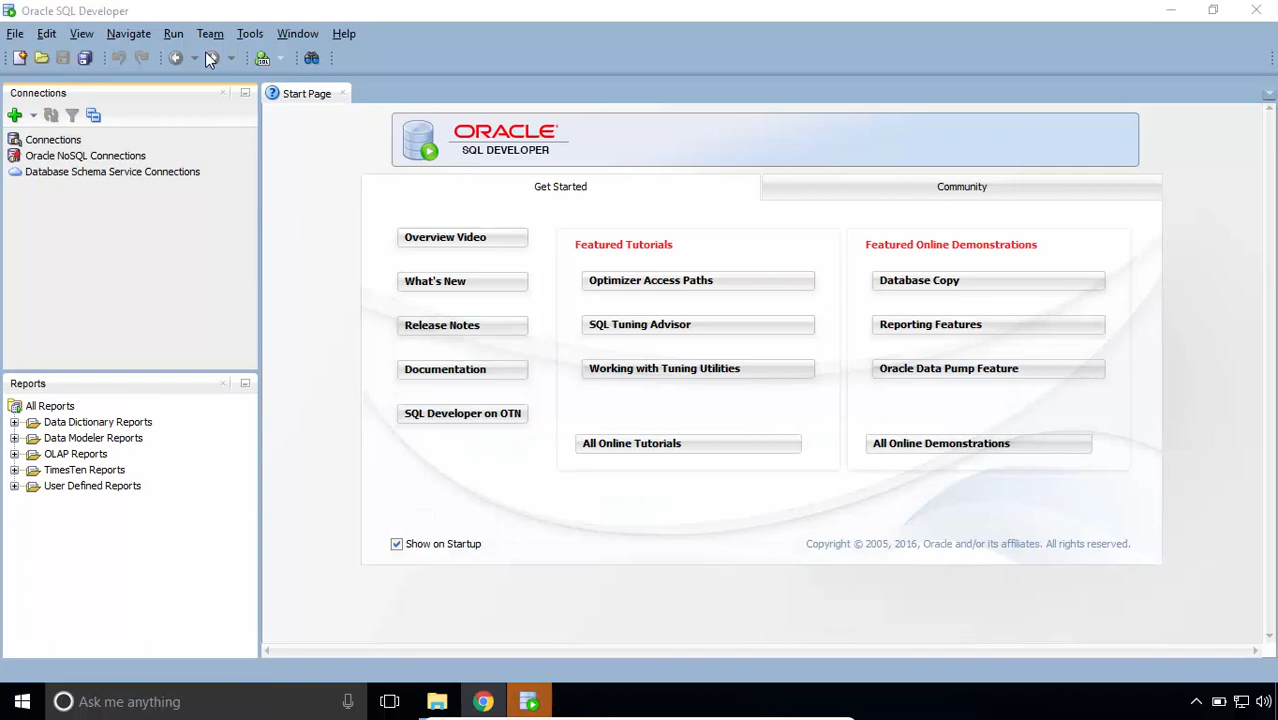 Oracle SQL Developer
File Edit View Navigate Run Team Tools Window Help
Connections
Start Page
Connections
Oracle NoSQL Connections
Database Schema Service Connections
ORACLE
SQL DEVELOPER
Get Started
Community
Overview Video
What's New
Release Notes
Documentation
SQL Developer on OTN
Featured Tutorials
Optimizer Access Paths
SQL Tuning Advisor
Working with Tuning Utilities
All Online Tutorials
Featured Online Demonstrations
Database Copy
Reporting Features
Oracle Data Pump Feature
All Online Demonstrations
Show on Startup
Copyright © 2005, 2016, Oracle and/or its affiliates. All rights reserved.
Reports
All Reports
Data Dictionary Reports
Data Modeler Reports
OLAP Reports
TimesTen Reports
User Defined Reports
Ask me anything